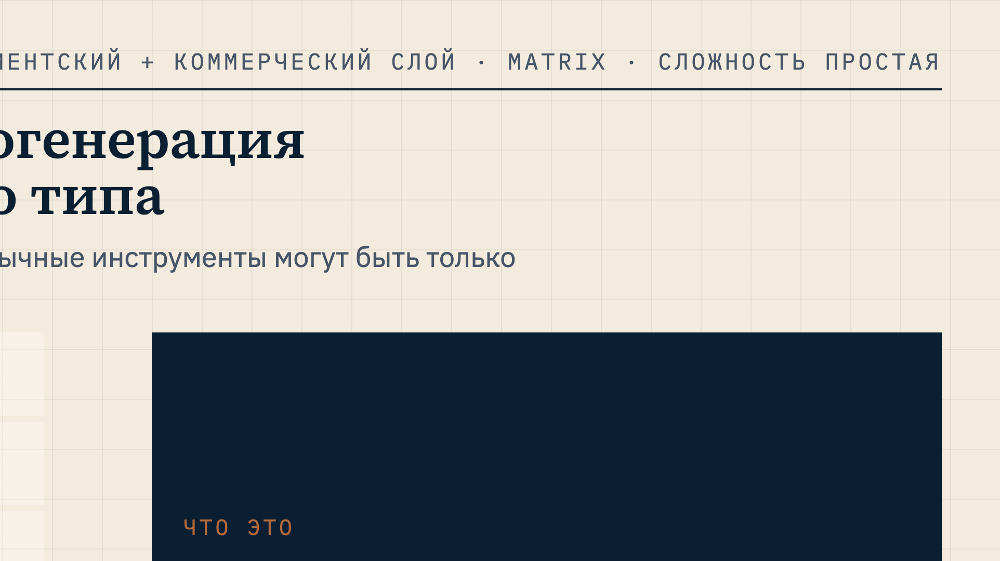 ЕНТСКИЙ + КОММЕРЧЕСКИЙ СЛОЙ · MATRIX · СЛОЖНОСТЬ ПРОСТАЯ
огенерация
о типа
ычные инструменты могут быть только
ЧТО ЭТО